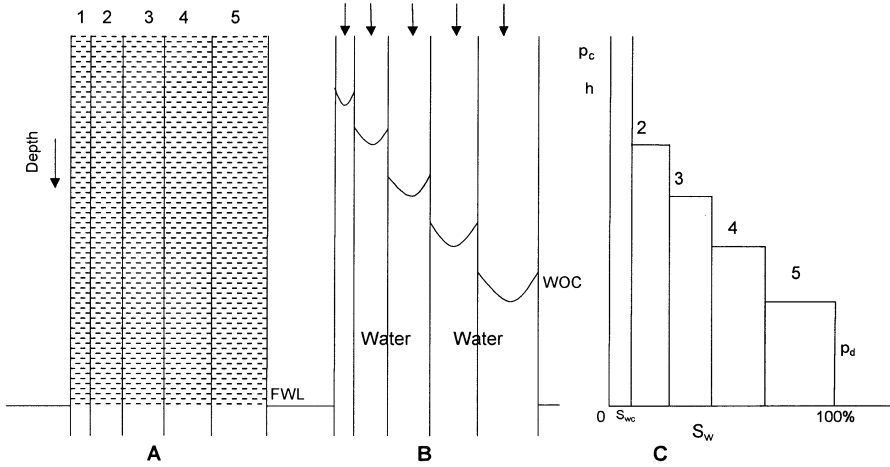 1 2 3 4 5
Depth
FWL
A
WOC
Water Water
B
p_c
h
2
3
4
5
p_d
0 S_wc 100%
S_w
C